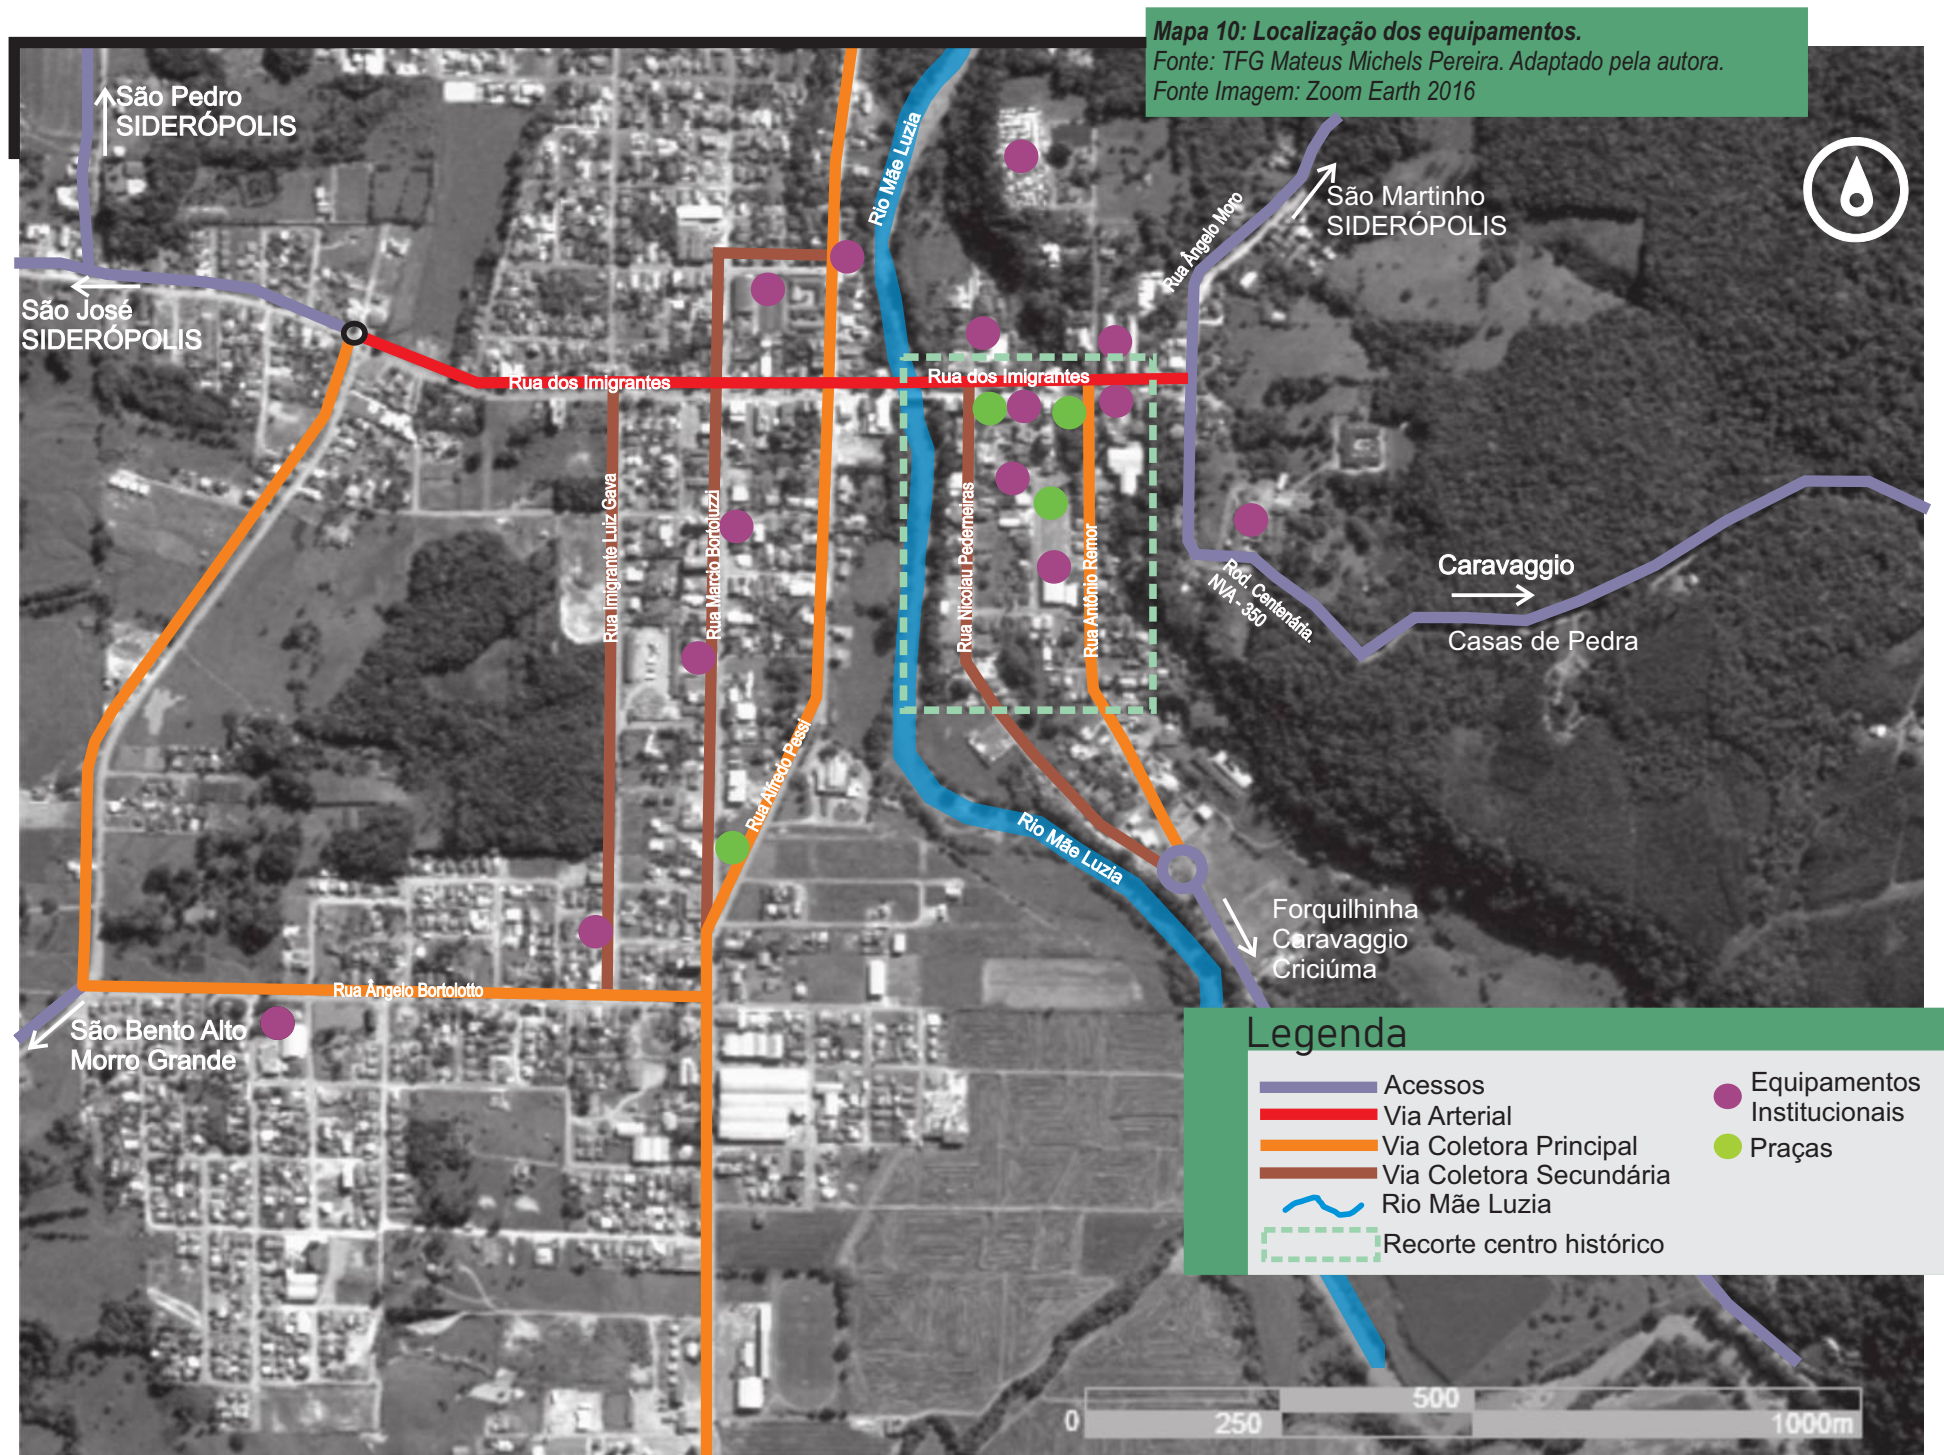 Mapa 10: Localização dos equipamentos.
Fonte: TFG Mateus Michels Pereira. Adaptado pela autora.
Fonte Imagem: Zoom Earth 2016
São Pedro
SIDERÓPOLIS
Rio Mãe Luzia
Rua Ângelo Moro
São Martinho
SIDERÓPOLIS
São José
SIDERÓPOLIS
Rua dos Imigrantes
Rua dos Imigrantes
Rua Imigrante Luiz Gava
Rua Marcio Bortoluzzi
Rua Nicolau Pederneiras
Rua Antônio Remor
Rod. Centenária.
NVA - 350
Caravaggio
Casas de Pedra
Rua Alfredo Pessi
Rio Mãe Luzia
Forquilhinha
Caravaggio
Criciúma
Rua Ângelo Bortolotto
São Bento Alto
Morro Grande
Legenda
Acessos
Via Arterial
Via Coletora Principal
Via Coletora Secundária
Rio Mãe Luzia
Recorte centro histórico
Equipamentos
Institucionais
Praças
0 250 500 1000m